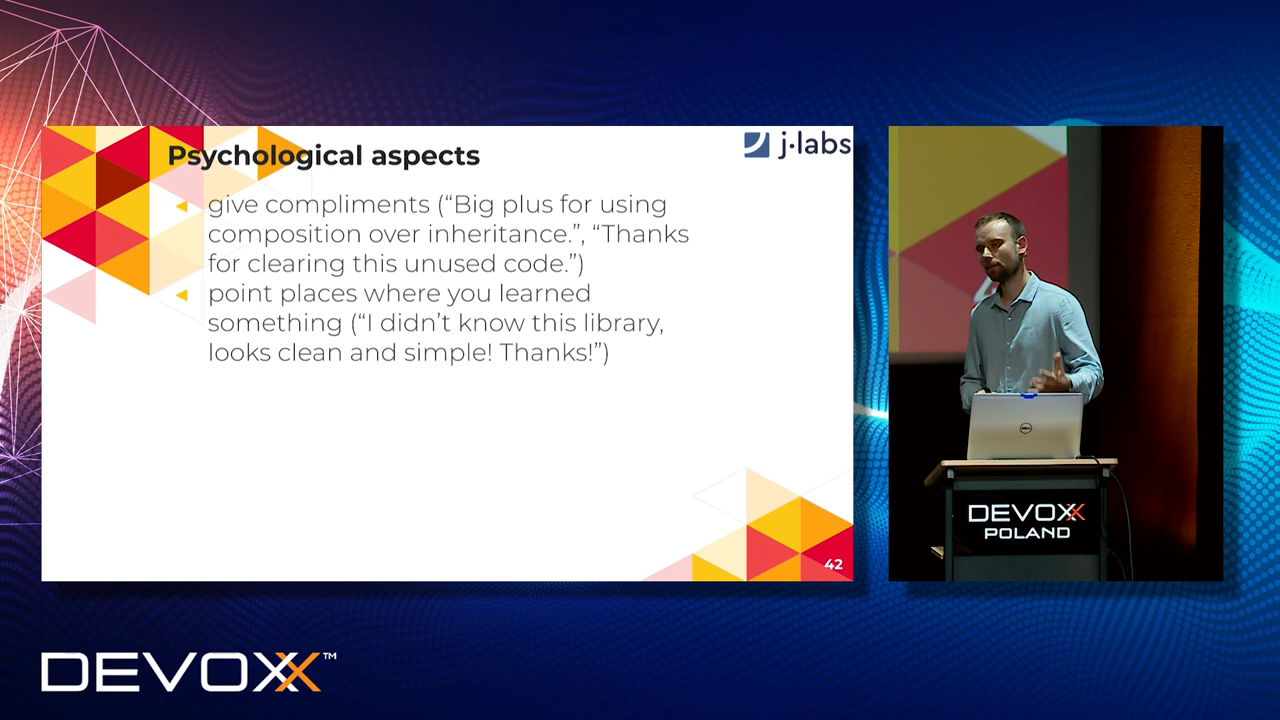 Psychological aspects
j·labs
give compliments (“Big plus for using
composition over inheritance.”, “Thanks
for clearing this unused code.”)
point places where you learned
something (“I didn’t know this library,
looks clean and simple! Thanks!”)
42
DELL
DEVOXX
POLAND
DEVOXX™